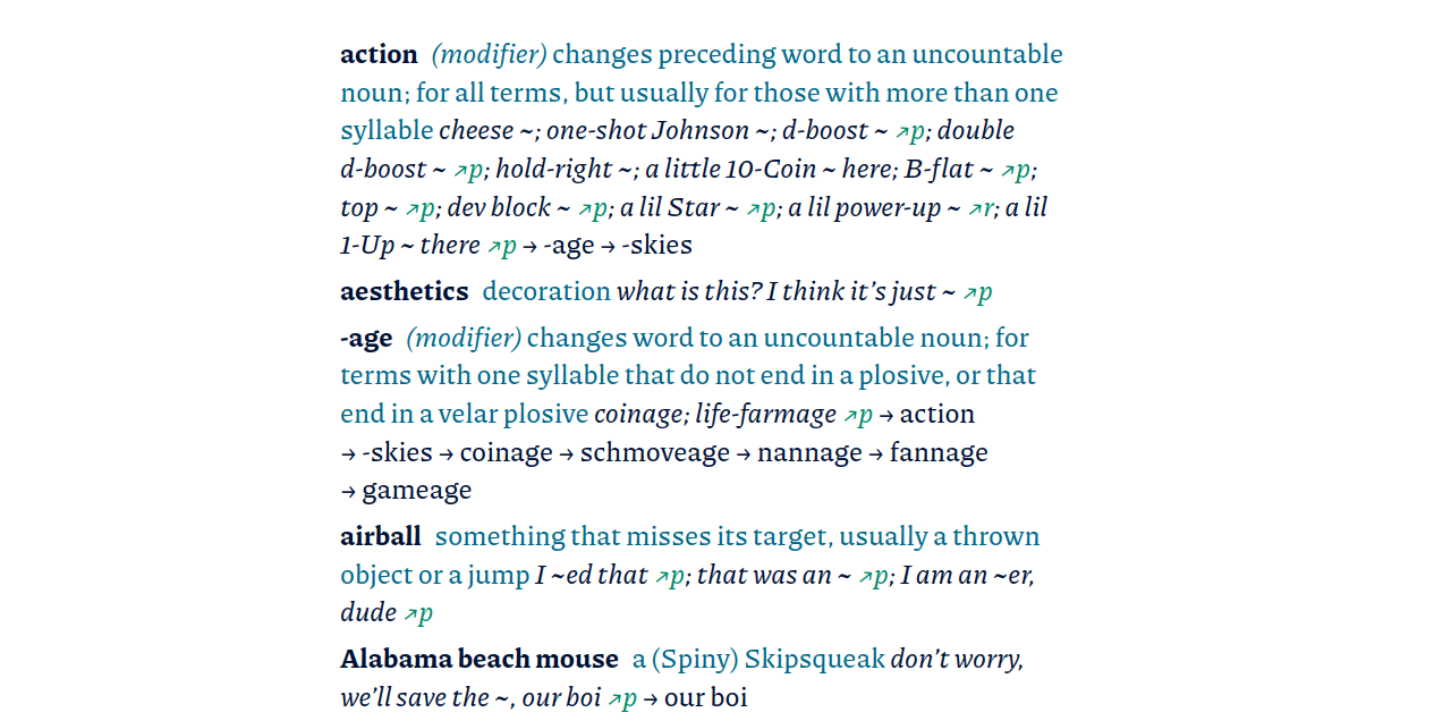 action (modifier) changes preceding word to an uncountable
noun; for all terms, but usually for those with more than one
syllable cheese ~; one-shot Johnson ~; d-boost ~ ↗p; double
d-boost ~ ↗p; hold-right ~; a little 10-Coin ~ here; B-flat ~ ↗p;
top ~ ↗p; dev block ~ ↗p; a lil Star ~ ↗p; a lil power-up ~ ↗r; a lil
1-Up ~ there ↗p → -age → -skies
aesthetics decoration what is this? I think it’s just ~ ↗p
-age (modifier) changes word to an uncountable noun; for
terms with one syllable that do not end in a plosive, or that
end in a velar plosive coinage; life-farmage ↗p → action
→ -skies → coinage → schmoveage → nannage → fannage
→ gameage
airball something that misses its target, usually a thrown
object or a jump I ~ed that ↗p; that was an ~ ↗p; I am an ~er,
dude ↗p
Alabama beach mouse a (Spiny) Skipsqueak don’t worry,
we’ll save the ~, our boi ↗p → our boi